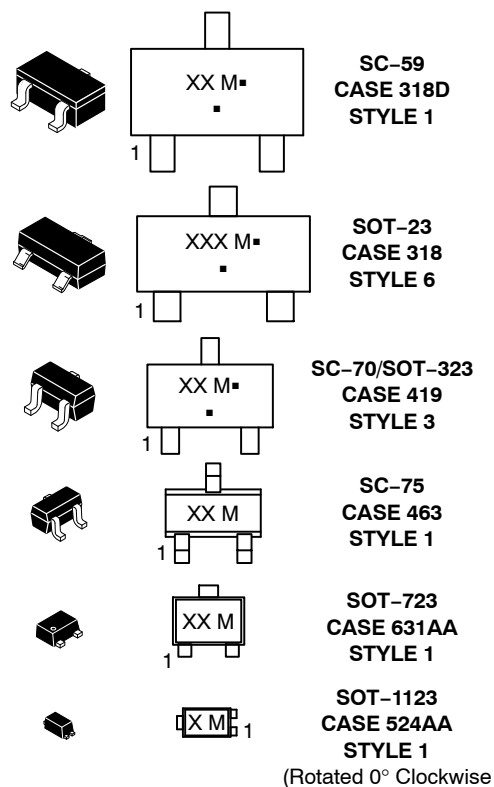 XX M▪
▪
1
SC−59
CASE 318D
STYLE 1
XXX M▪
▪
1
SOT−23
CASE 318
STYLE 6
XX M▪
▪
1
SC−70/SOT−323
CASE 419
STYLE 3
XX M
1
SC−75
CASE 463
STYLE 1
XX M
1
SOT−723
CASE 631AA
STYLE 1
X M
1
SOT−1123
CASE 524AA
STYLE 1
(Rotated 0° Clockwise